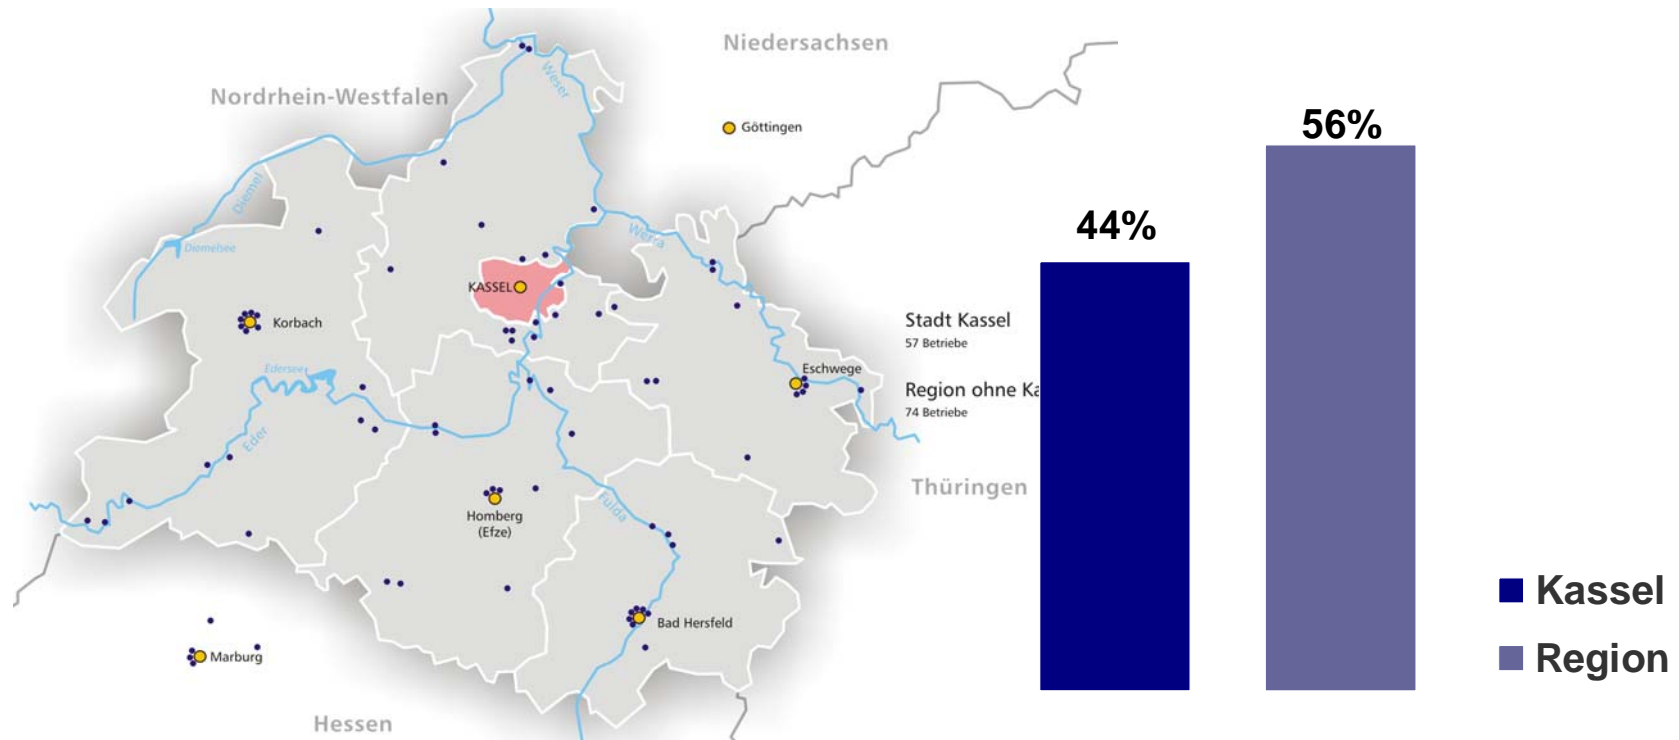 Niedersachsen
Nordrhein-Westfalen
Weser
Göttingen
Diemel
Diemelsee
Werra
KASSEL
Korbach
Edersee
Eschwege
Eder
Fulda
Homberg
(Efze)
Thüringen
Bad Hersfeld
Marburg
Hessen
Stadt Kassel
57 Betriebe
Region ohne Ka
74 Betriebe
44%
56%
Kassel
Region